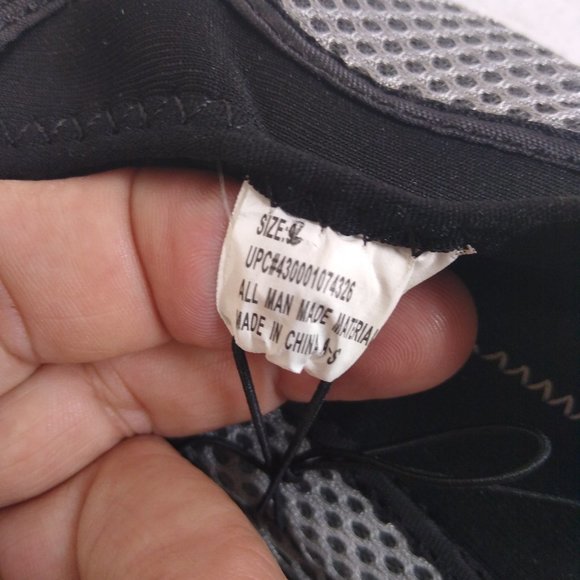 SIZE:
UPC#430001074326
ALL MAN MADE MATERIA
MADE IN CHINA-S